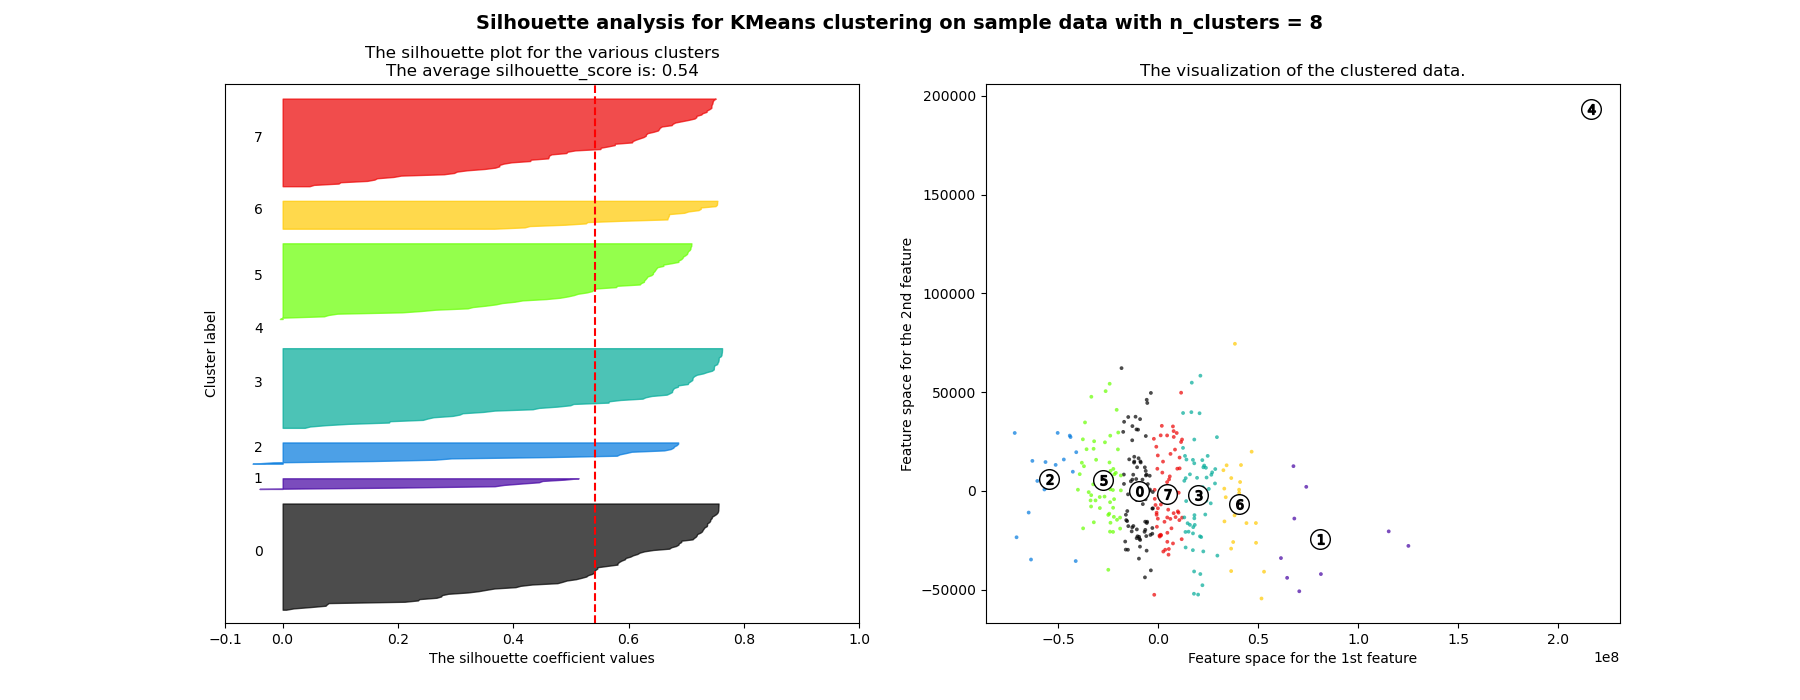 Silhouette analysis for KMeans clustering on sample data with n_clusters = 8
The silhouette plot for the various clusters
The average silhouette_score is: 0.54
Cluster label
7
6
5
4
3
2
1
0
−0.1 0.0 0.2 0.4 0.6 0.8 1.0
The silhouette coefficient values
The visualization of the clustered data.
Feature space for the 2nd feature
200000
150000
100000
50000
0
−50000
4
2 5 0 7 3 6 1
−0.5 0.0 0.5 1.0 1.5 2.0
1e8
Feature space for the 1st feature